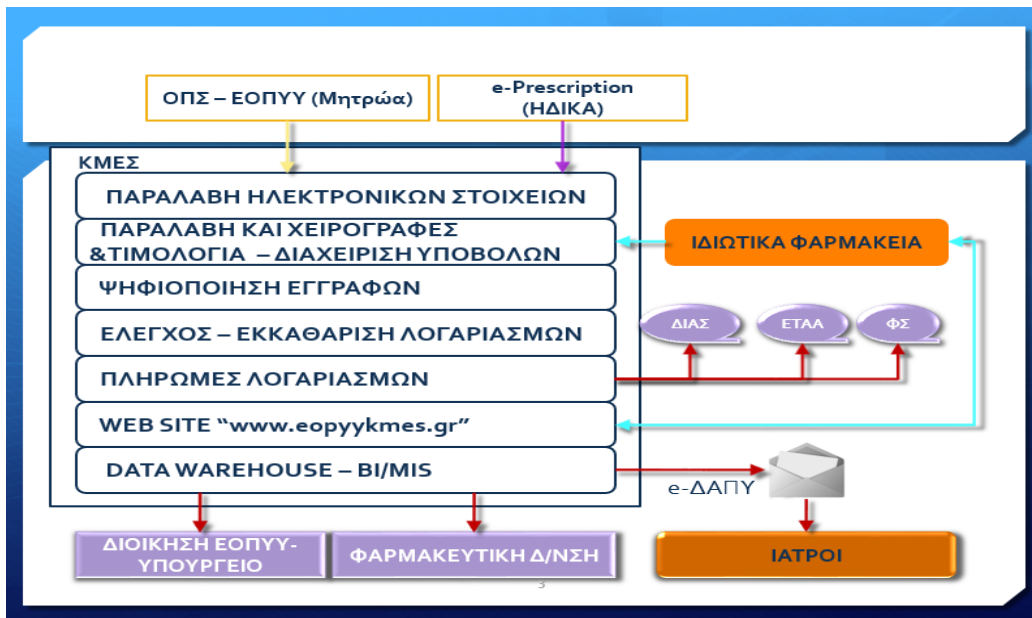 ΟΠΣ – ΕΟΠΥΥ (Μητρώα)
e-Prescription
(ΗΔΙΚΑ)
ΚΜΕΣ
ΠΑΡΑΛΑΒΗ ΗΛΕΚΤΡΟΝΙΚΩΝ ΣΤΟΙΧΕΙΩΝ
ΠΑΡΑΛΑΒΗ ΚΑΙ ΧΕΙΡΟΓΡΑΦΕΣ
&ΤΙΜΟΛΟΓΙΑ – ΔΙΑΧΕΙΡΙΣΗ ΥΠΟΒΟΛΩΝ
ΙΔΙΩΤΙΚΑ ΦΑΡΜΑΚΕΙΑ
ΨΗΦΙΟΠΟΙΗΣΗ ΕΓΓΡΑΦΩΝ
ΕΛΕΓΧΟΣ – ΕΚΚΑΘΑΡΙΣΗ ΛΟΓΑΡΙΑΣΜΩΝ
ΔΙΑΣ
ΕΤΑΑ
ΦΣ
ΠΛΗΡΩΜΕΣ ΛΟΓΑΡΙΑΣΜΩΝ
WEB SITE “www.eopyykmes.gr”
DATA WAREHOUSE – BI/MIS
e-ΔΑΠΥ
ΔΙΟΙΚΗΣΗ ΕΟΠΥΥ-
ΥΠΟΥΡΓΕΙΟ
ΦΑΡΜΑΚΕΥΤΙΚΗ Δ/ΝΣΗ
ΙΑΤΡΟΙ
3